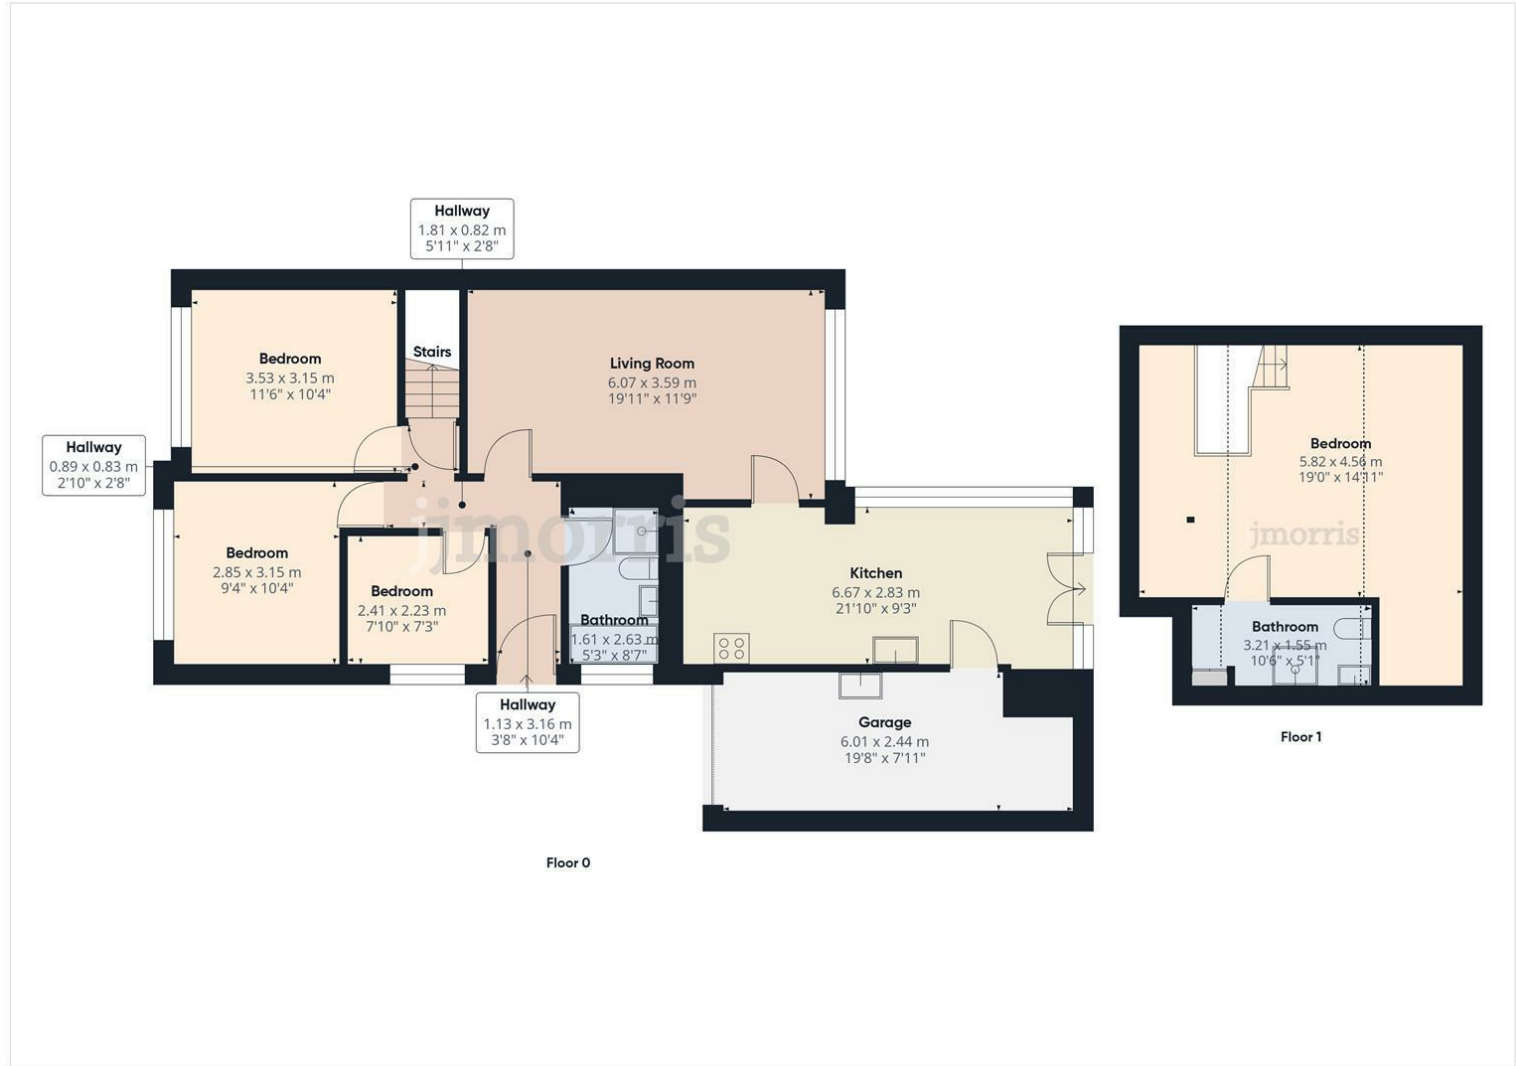 Hallway
1.81 x 0.82 m
5'11" x 2'8"
Bedroom
3.53 x 3.15 m
11'6" x 10'4"
Stairs
Living Room
6.07 x 3.59 m
19'11" x 11'9"
Hallway
0.89 x 0.83 m
2'10" x 2'8"
Bedroom
2.85 x 3.15 m
9'4" x 10'4"
Bedroom
2.41 x 2.23 m
7'10" x 7'3"
jjmorris
Bathroom
1.61 x 2.63 m
5'3" x 8'7"
Kitchen
6.67 x 2.83 m
21'10" x 9'3"
Hallway
1.13 x 3.16 m
3'8" x 10'4"
Garage
6.01 x 2.44 m
19'8" x 7'11"
Floor 0
Bedroom
5.82 x 4.56 m
19'0" x 14'11"
jmorris
Bathroom
3.21 x 1.55 m
10'6" x 5'1"
Floor 1